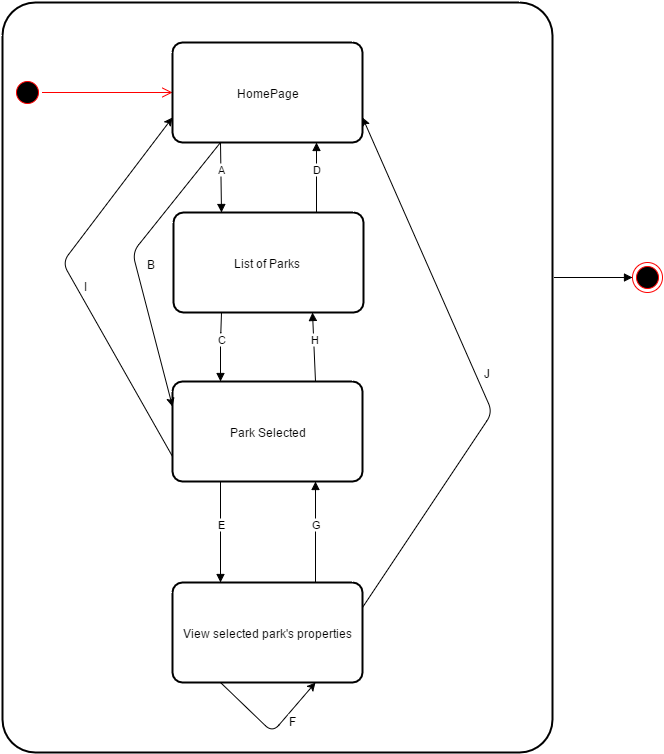 HomePage
A
D
List of Parks
B
I
C
H
J
Park Selected
E
G
View selected park's properties
F